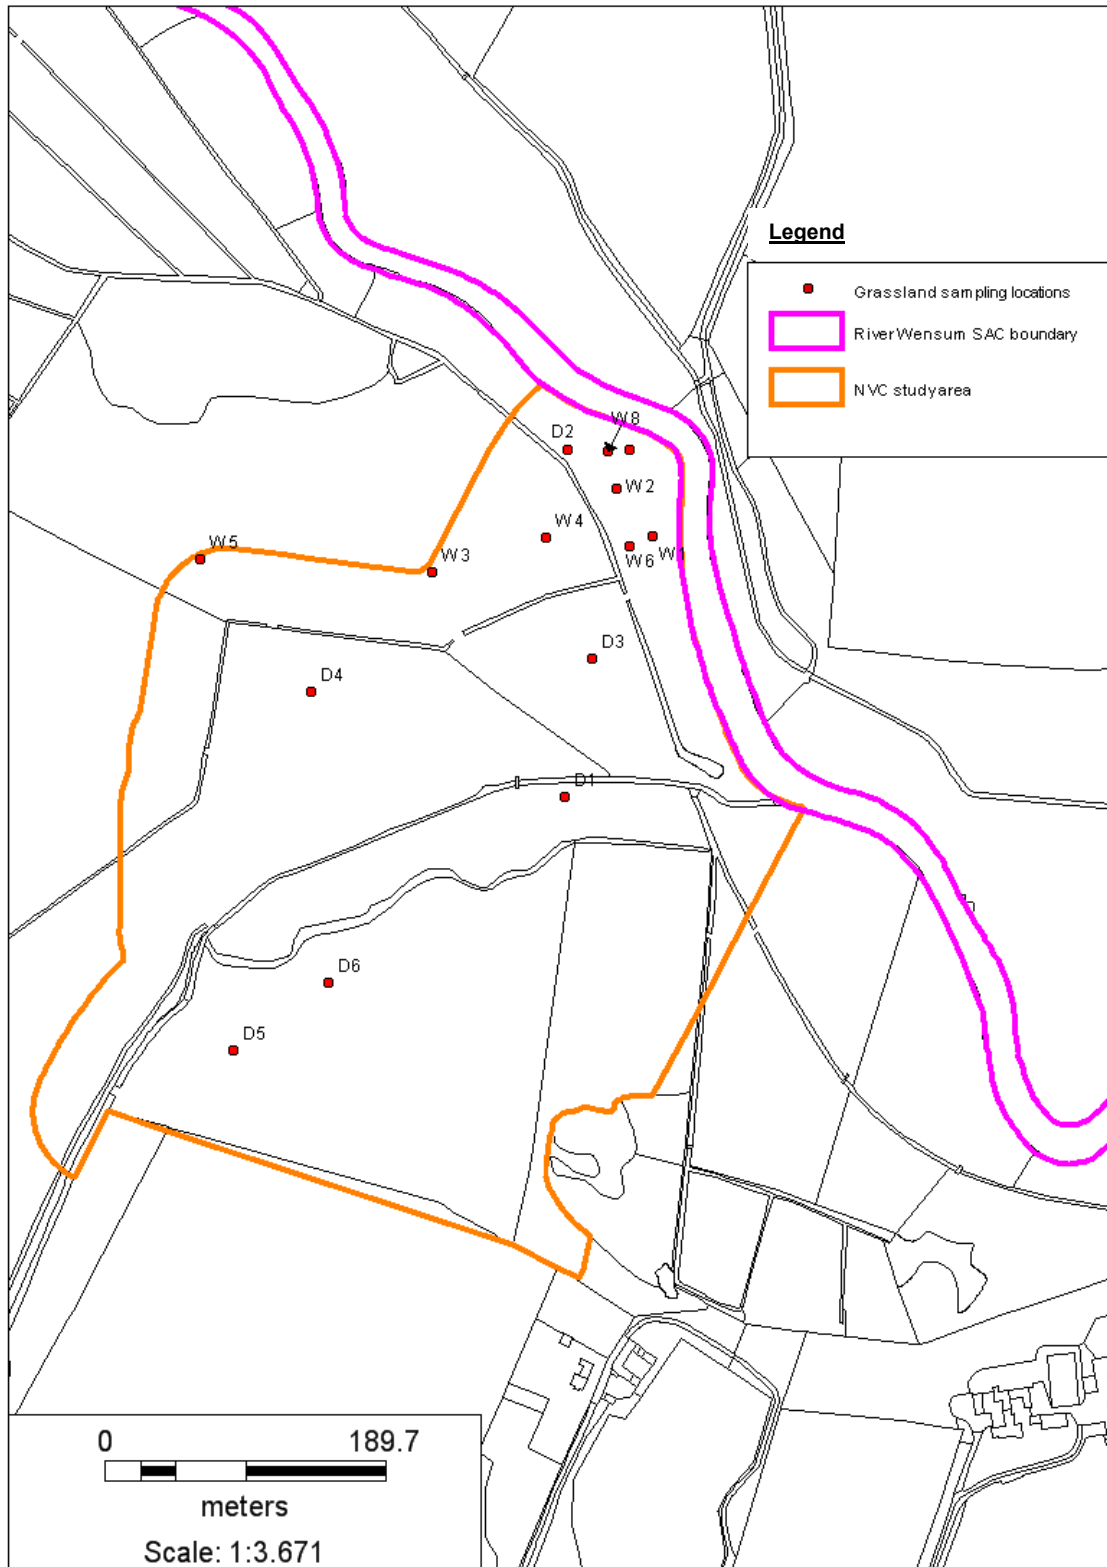 Legend
Grassland sampling locations
River Wensum SAC boundary
NVC study area
W8
D2
W2
W4
W1
W6
W5
W3
D3
D4
D1
D6
D5
0 189.7
meters
Scale: 1:3.671